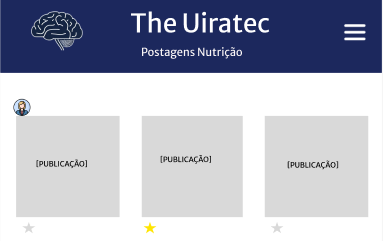 The Uiratec
Postagens Nutrição
[PUBLICAÇÃO]
[PUBLICAÇÃO]
[PUBLICAÇÃO]